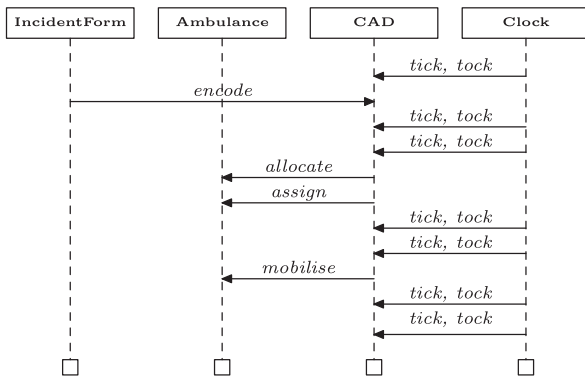 IncidentForm Ambulance CAD Clock
tick, tock
encode
tick, tock
tick, tock
allocate
assign
tick, tock
tick, tock
mobilise
tick, tock
tick, tock